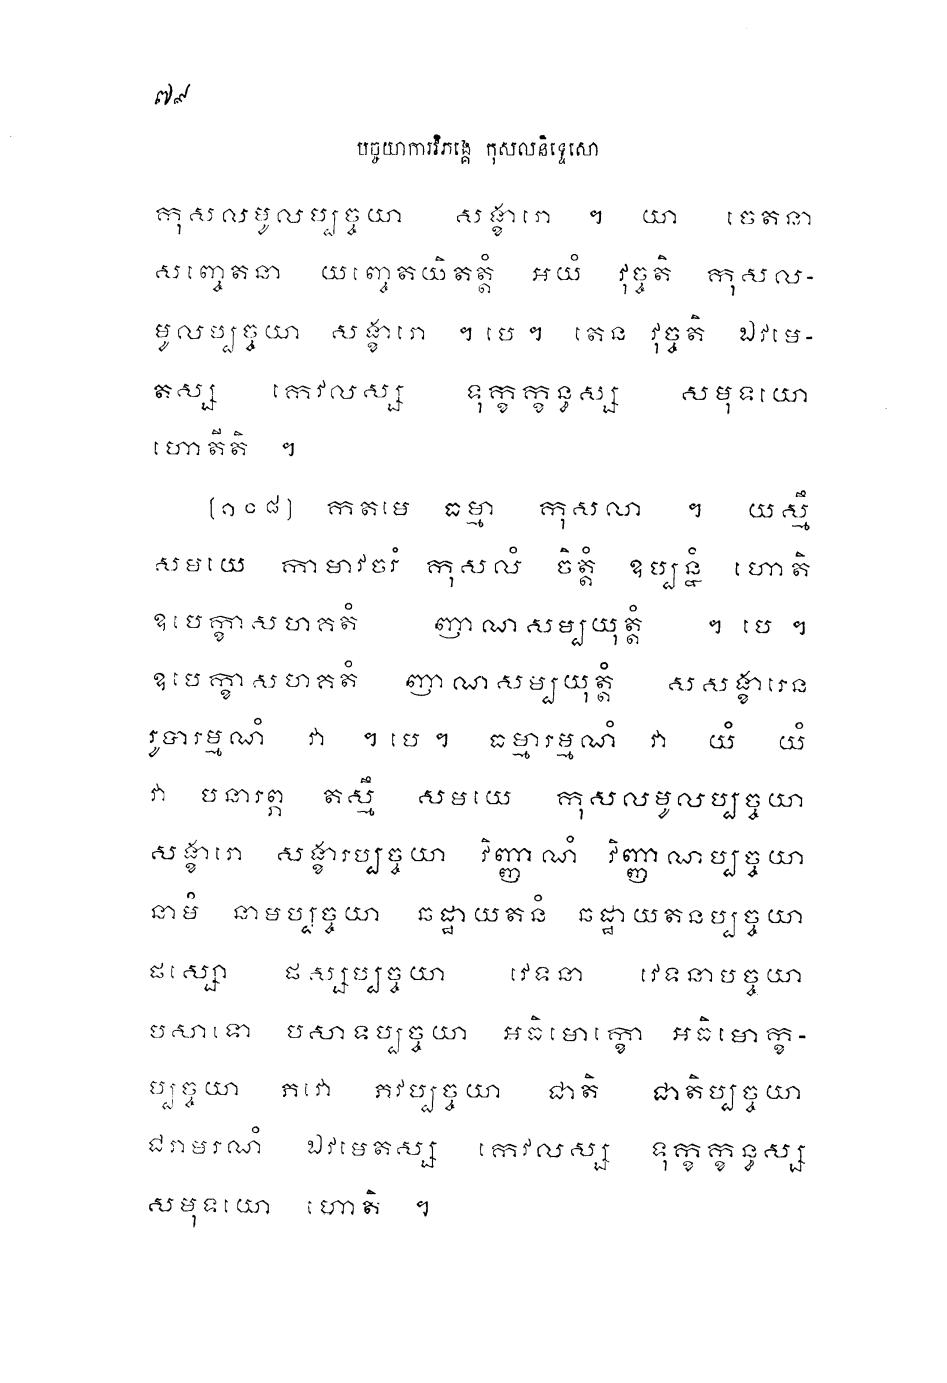 ៧៩
បច្ចយាការវិភង្គេ កុសលនិទ្ទេសោ
កុសលមូលប្បច្ចយា សង្ខារោ ។ យា ចេតនា
សញ្ចេតនា យញ្ចេតយិតត្តំ អយំ វុច្ចតិ កុសល-
មូលប្បច្ចយា សង្ខារោ ។ បេ ។ តេន វុច្ចតិ ឯវមេ-
តស្ស កេវលស្ស ទុក្ខក្ខន្ធស្ស សមុទយោ
ហោតីតិ ។
[១០៨] កតមេ ធម្មា កុសលា ។ យស្មឹ
សមយេ កាមាវចរំ កុសលំ ចិត្តំ ឧប្បន្នំ ហោតិ
ឧបេក្ខាសហគតំ ញាណសម្បយុត្តំ ។ បេ ។
ឧបេក្ខាសហគតំ ញាណសម្បយុត្តំ សសង្ខារេន
រូបារម្មណំ វា ។ បេ ។ ធម្មារម្មណំ វា យំ យំ
វា បនារព្ភ តស្មឹ សមយេ កុសលមូលប្បច្ចយា
សង្ខារោ សង្ខារប្បច្ចយា វិញ្ញាណំ វិញ្ញាណប្បច្ចយា
នាមំ នាមប្បច្ចយា ឆដ្ឋាយតនំ ឆដ្ឋាយតនប្បច្ចយា
ផស្សោ ផស្សប្បច្ចយា វេទនា វេទនាបច្ចយា
បសាទោ បសាទប្បច្ចយា អធិមោក្ខោ អធិមោក្ខ-
ប្បច្ចយា ភវោ ភវប្បច្ចយា ជាតិ ជាតិប្បច្ចយា
ជរាមរណំ ឯវមេតស្ស កេវលស្ស ទុក្ខក្ខន្ធស្ស
សមុទយោ ហោតិ ។